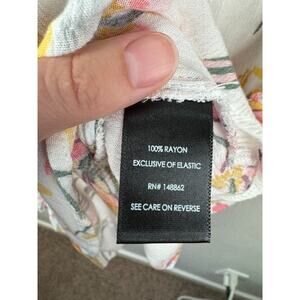 100% RAYON
EXCLUSIVE OF ELASTIC
RN# 148862
SEE CARE ON REVERSE